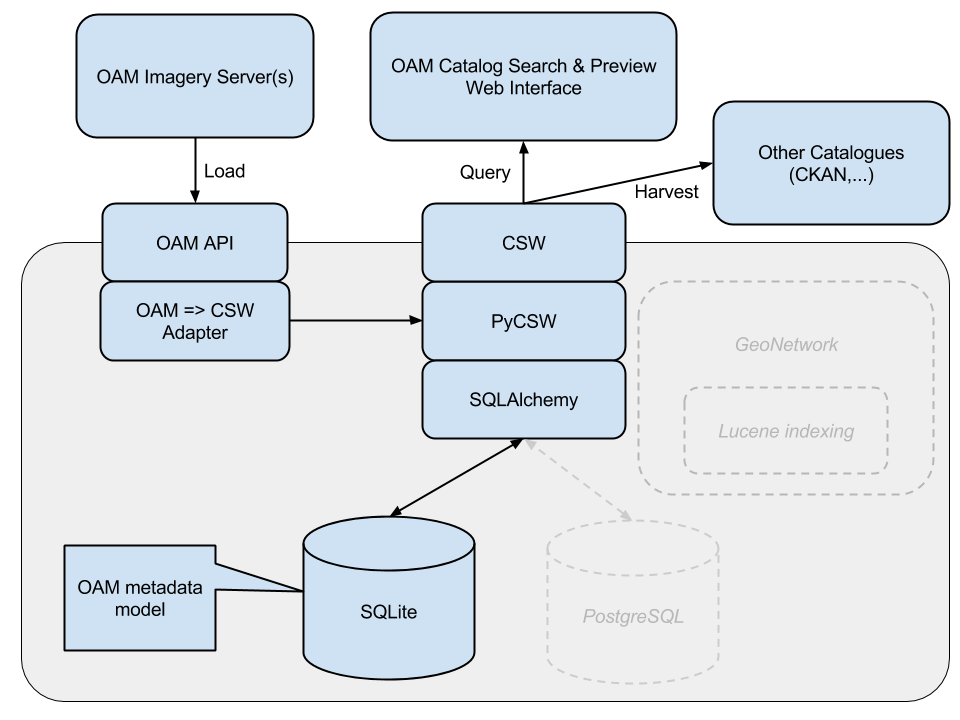 OAM Imagery Server(s)
OAM Catalog Search & Preview
Web Interface
Other Catalogues
(CKAN,...)
Load
Query
Harvest
OAM API
CSW
OAM => CSW
Adapter
PyCSW
GeoNetwork
SQLAlchemy
Lucene indexing
OAM metadata
model
SQLite
PostgreSQL